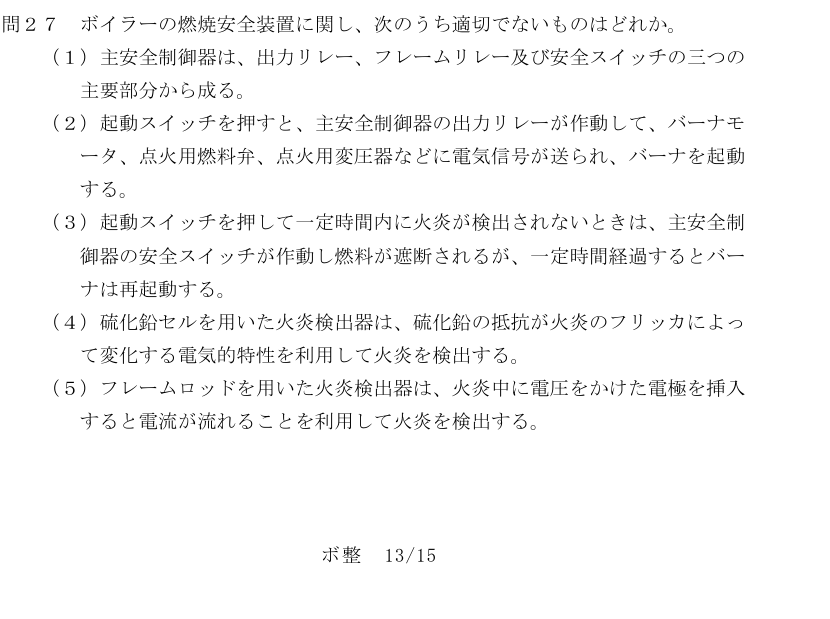 問２７　ボイラーの燃焼安全装置に関し、次のうち適切でないものはどれか。
（１）主安全制御器は、出力リレー、フレームリレー及び安全スイッチの三つの
主要部分から成る。
（２）起動スイッチを押すと、主安全制御器の出力リレーが作動して、バーナモ
ータ、点火用燃料弁、点火用変圧器などに電気信号が送られ、バーナを起動
する。
（３）起動スイッチを押して一定時間内に火炎が検出されないときは、主安全制
御器の安全スイッチが作動し燃料が遮断されるが、一定時間経過するとバー
ナは再起動する。
（４）硫化鉛セルを用いた火炎検出器は、硫化鉛の抵抗が火炎のフリッカによっ
て変化する電気的特性を利用して火炎を検出する。
（５）フレームロッドを用いた火炎検出器は、火炎中に電圧をかけた電極を挿入
すると電流が流れることを利用して火炎を検出する。
ボ整　13/15